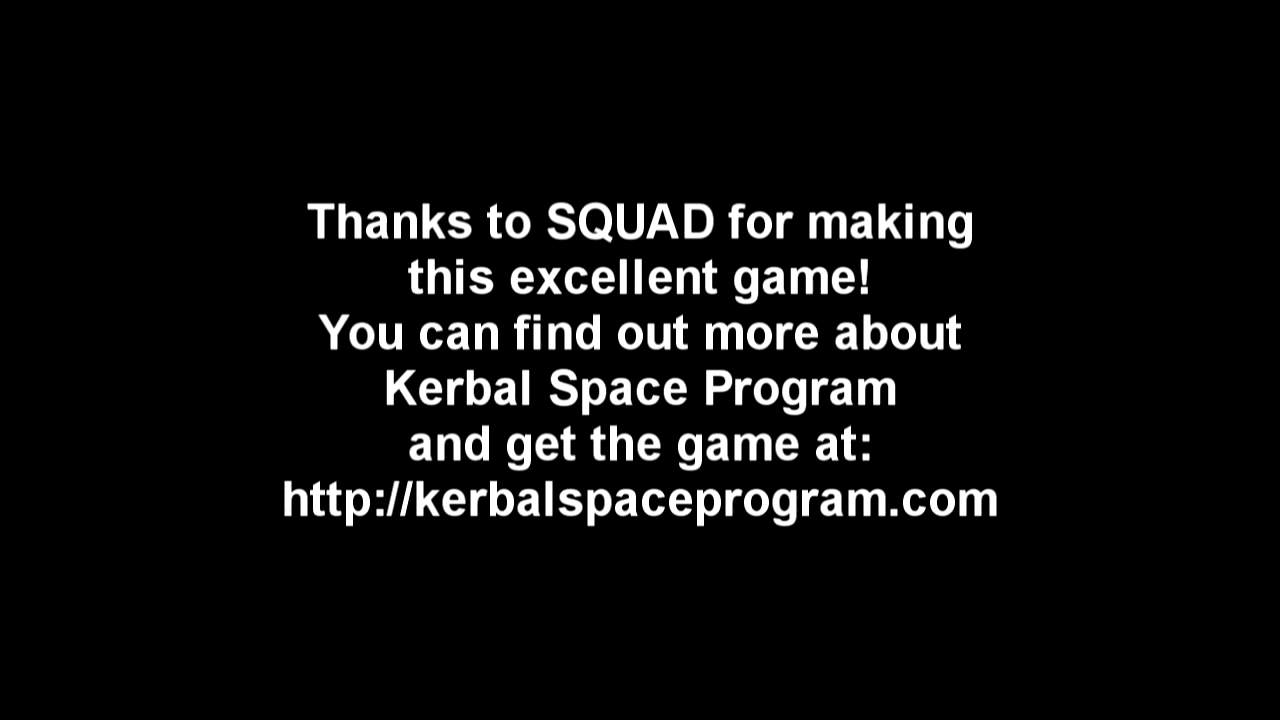 Thanks to SQUAD for making
this excellent game!
You can find out more about
Kerbal Space Program
and get the game at:
http://kerbalspaceprogram.com